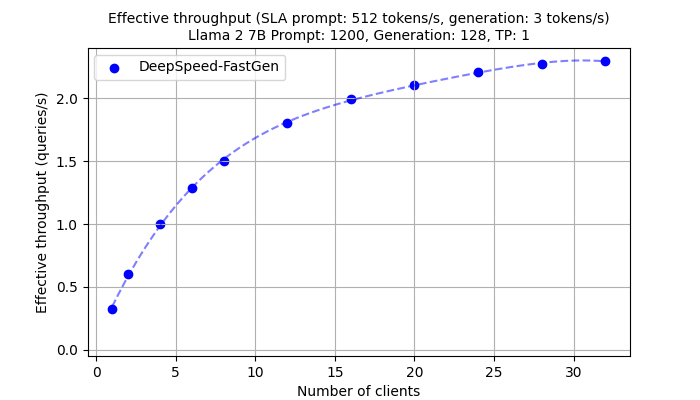 Effective throughput (SLA prompt: 512 tokens/s, generation: 3 tokens/s)
Llama 2 7B Prompt: 1200, Generation: 128, TP: 1
DeepSpeed-FastGen
Effective throughput (queries/s)
2.0
1.5
1.0
0.5
0.0
0 5 10 15 20 25 30
Number of clients